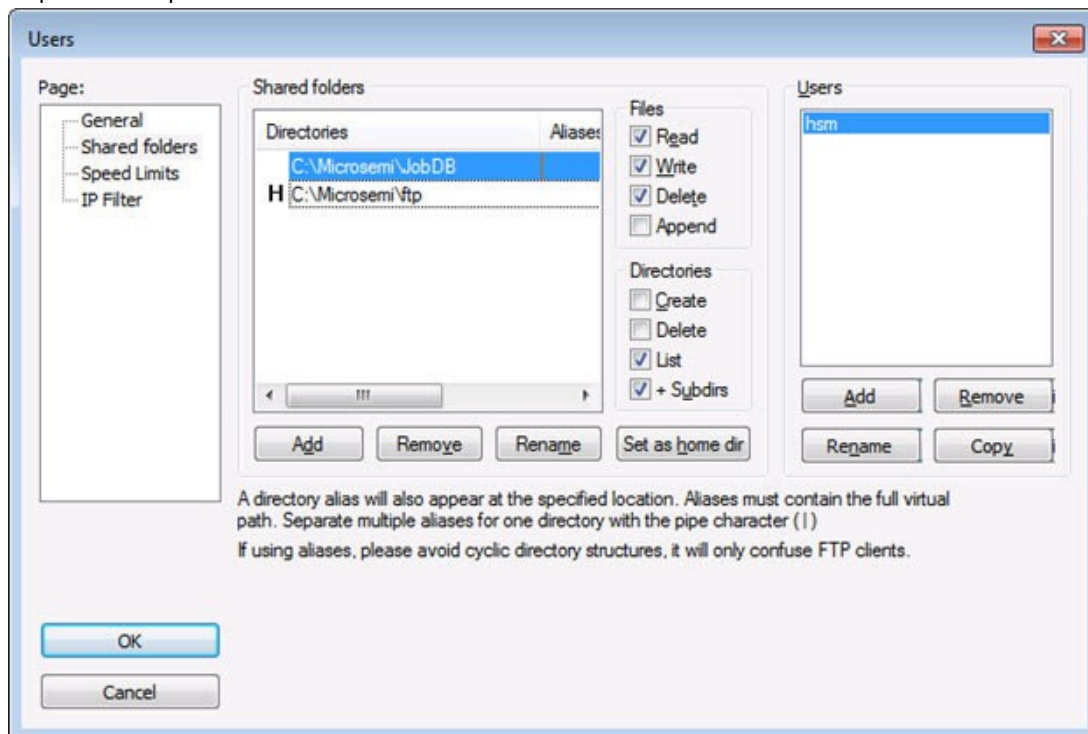 Users
Page:
General
Shared folders
Speed Limits
IP Filter
Shared folders
Directories Aliases
C:\Microsemi\JobDB
H C:\Microsemi\ftp
Add Remove Rename Set as home dir
Files
Read
Write
Delete
Append
Directories
Create
Delete
List
+ Subdirs
Users
hsm
Add Remove
Rename Copy
A directory alias will also appear at the specified location. Aliases must contain the full virtual
path. Separate multiple aliases for one directory with the pipe character (|)
If using aliases, please avoid cyclic directory structures, it will only confuse FTP clients.
OK
Cancel